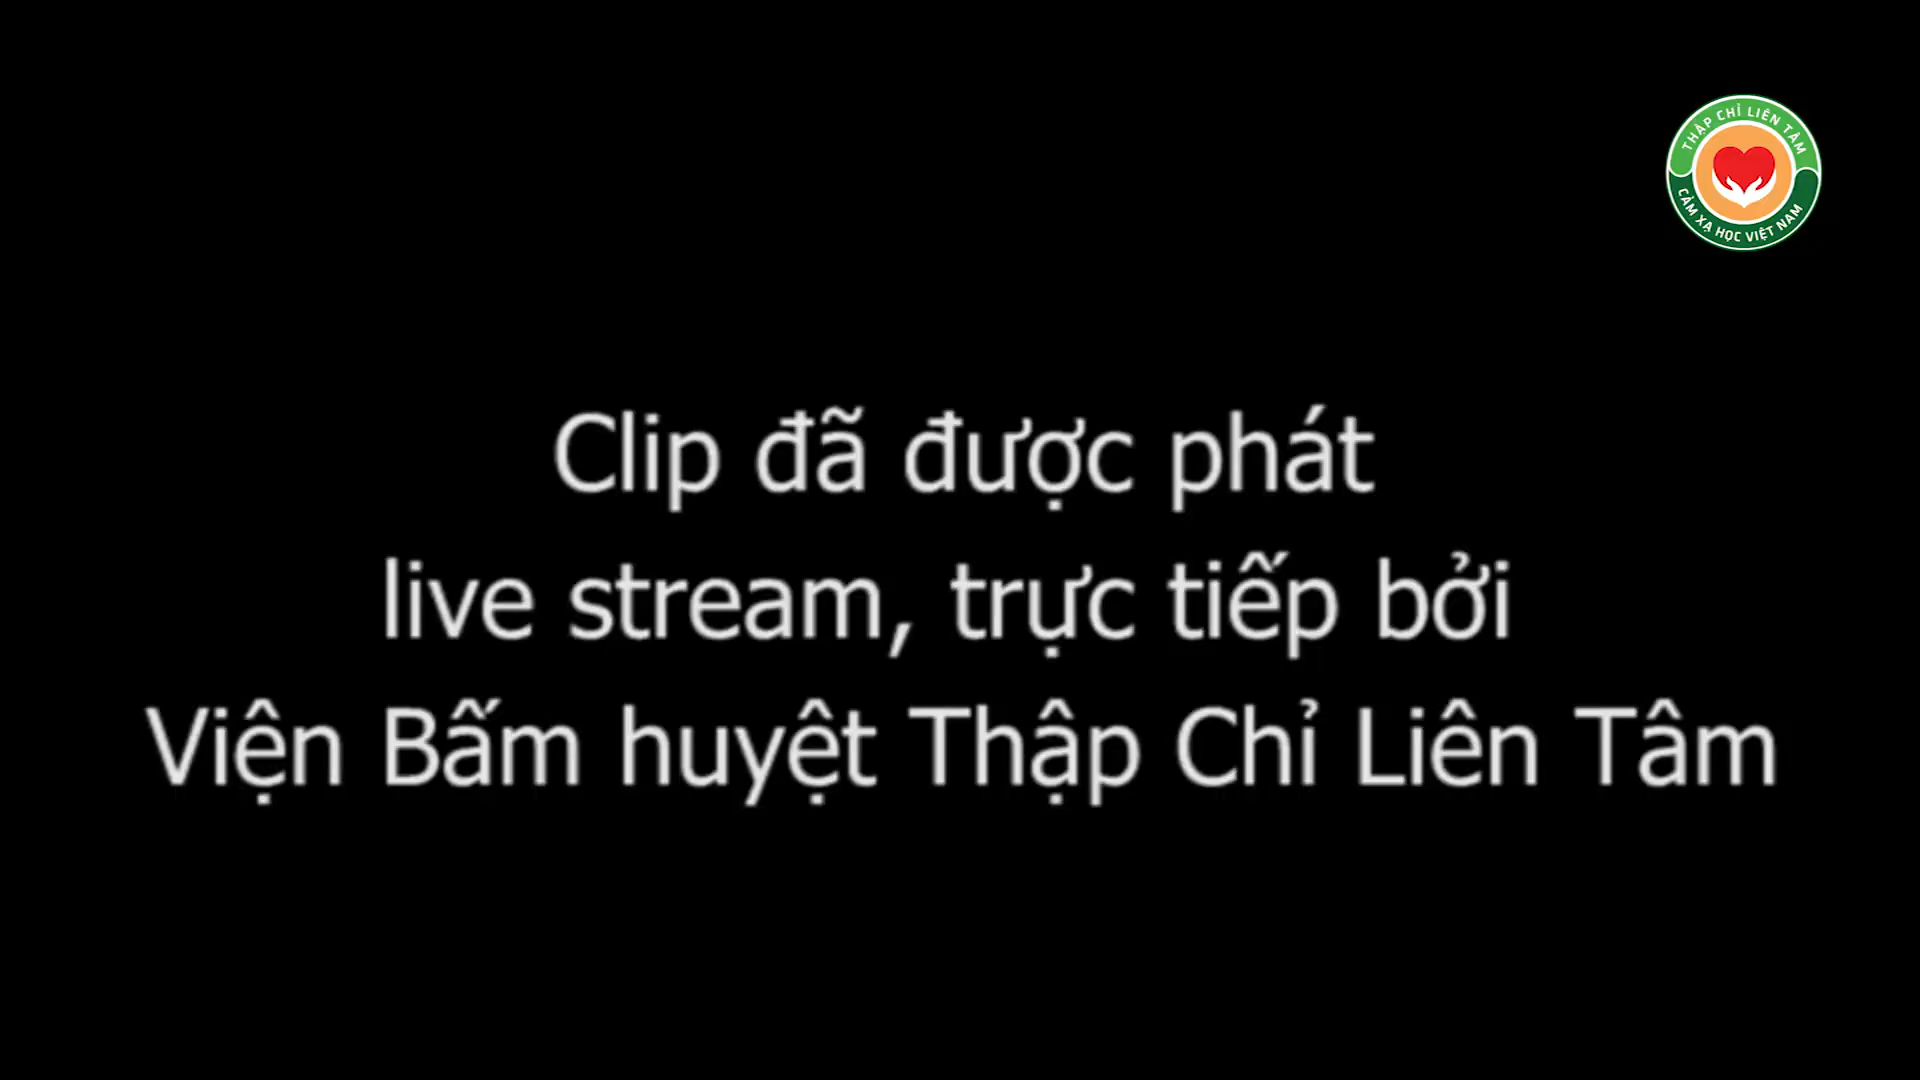 THẬP CHỈ LIÊN TÂM
CẢM XẠ HỌC VIỆT NAM
Clip đã được phát
live stream, trực tiếp bởi
Viện Bấm huyệt Thập Chỉ Liên Tâm